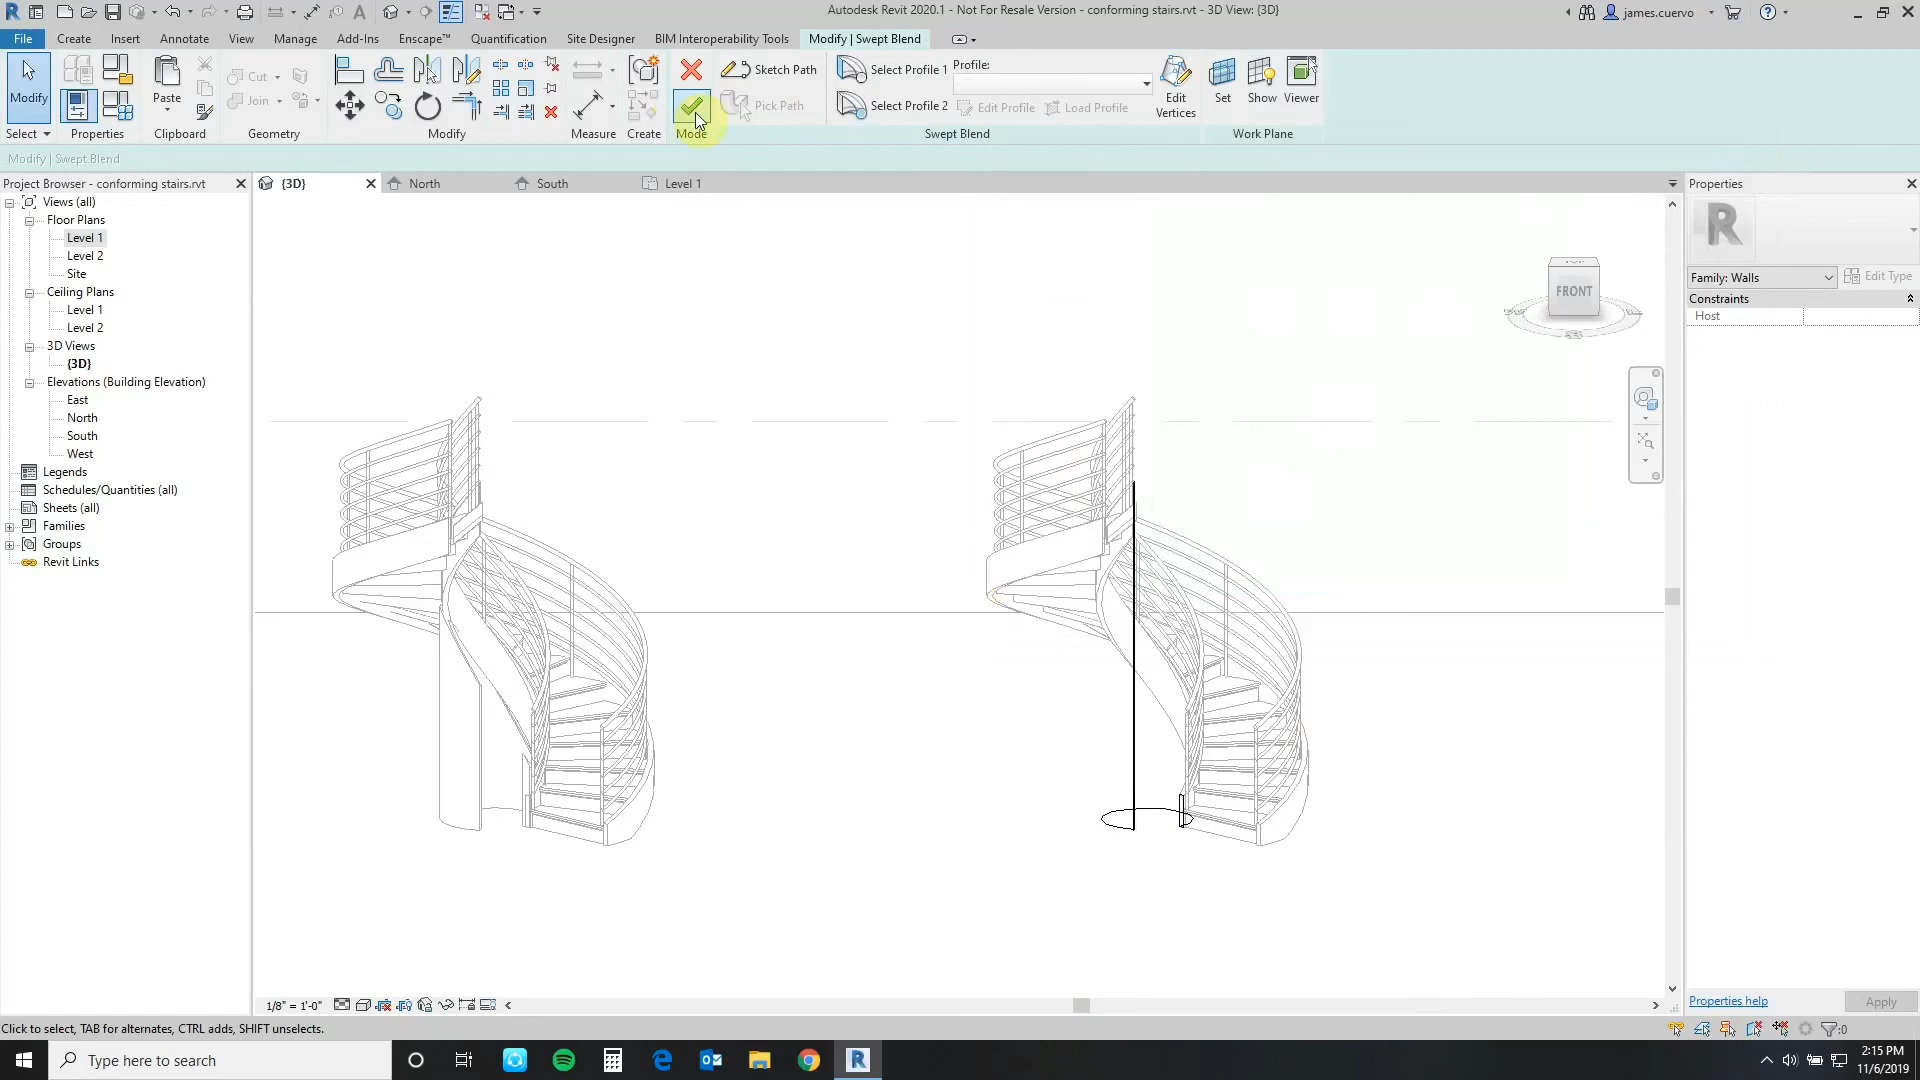 Autodesk Revit 2020.1 - Not For Resale Version - conforming stairs.rvt - 3D View: {3D}
james.cuervo
File
Create
Insert
Annotate
View
Manage
Add-Ins
Enscape™
Quantification
Site Designer
BIM Interoperability Tools
Modify | Swept Blend
Modify
Paste
Cut
Join
Sketch Path
Pick Path
Select Profile 1
Select Profile 2
Profile:
Edit Profile
Load Profile
Edit
Vertices
Set
Show
Viewer
Select
Properties
Clipboard
Geometry
Modify
Measure
Create
Mode
Swept Blend
Work Plane
Modify | Swept Blend
Project Browser - conforming stairs.rvt
{3D}
North
South
Level 1
Properties
Views (all)
Floor Plans
Level 1
Level 2
Site
Ceiling Plans
Level 1
Level 2
3D Views
{3D}
Elevations (Building Elevation)
East
North
South
West
Legends
Schedules/Quantities (all)
Sheets (all)
Families
Groups
Revit Links
TOP
FRONT
R
Family: Walls
Edit Type
Constraints
Host
1/8" = 1'-0"
Properties help
Apply
Click to select, TAB for alternates, CTRL adds, SHIFT unselects.
:0
Type here to search
2:15 PM
11/6/2019